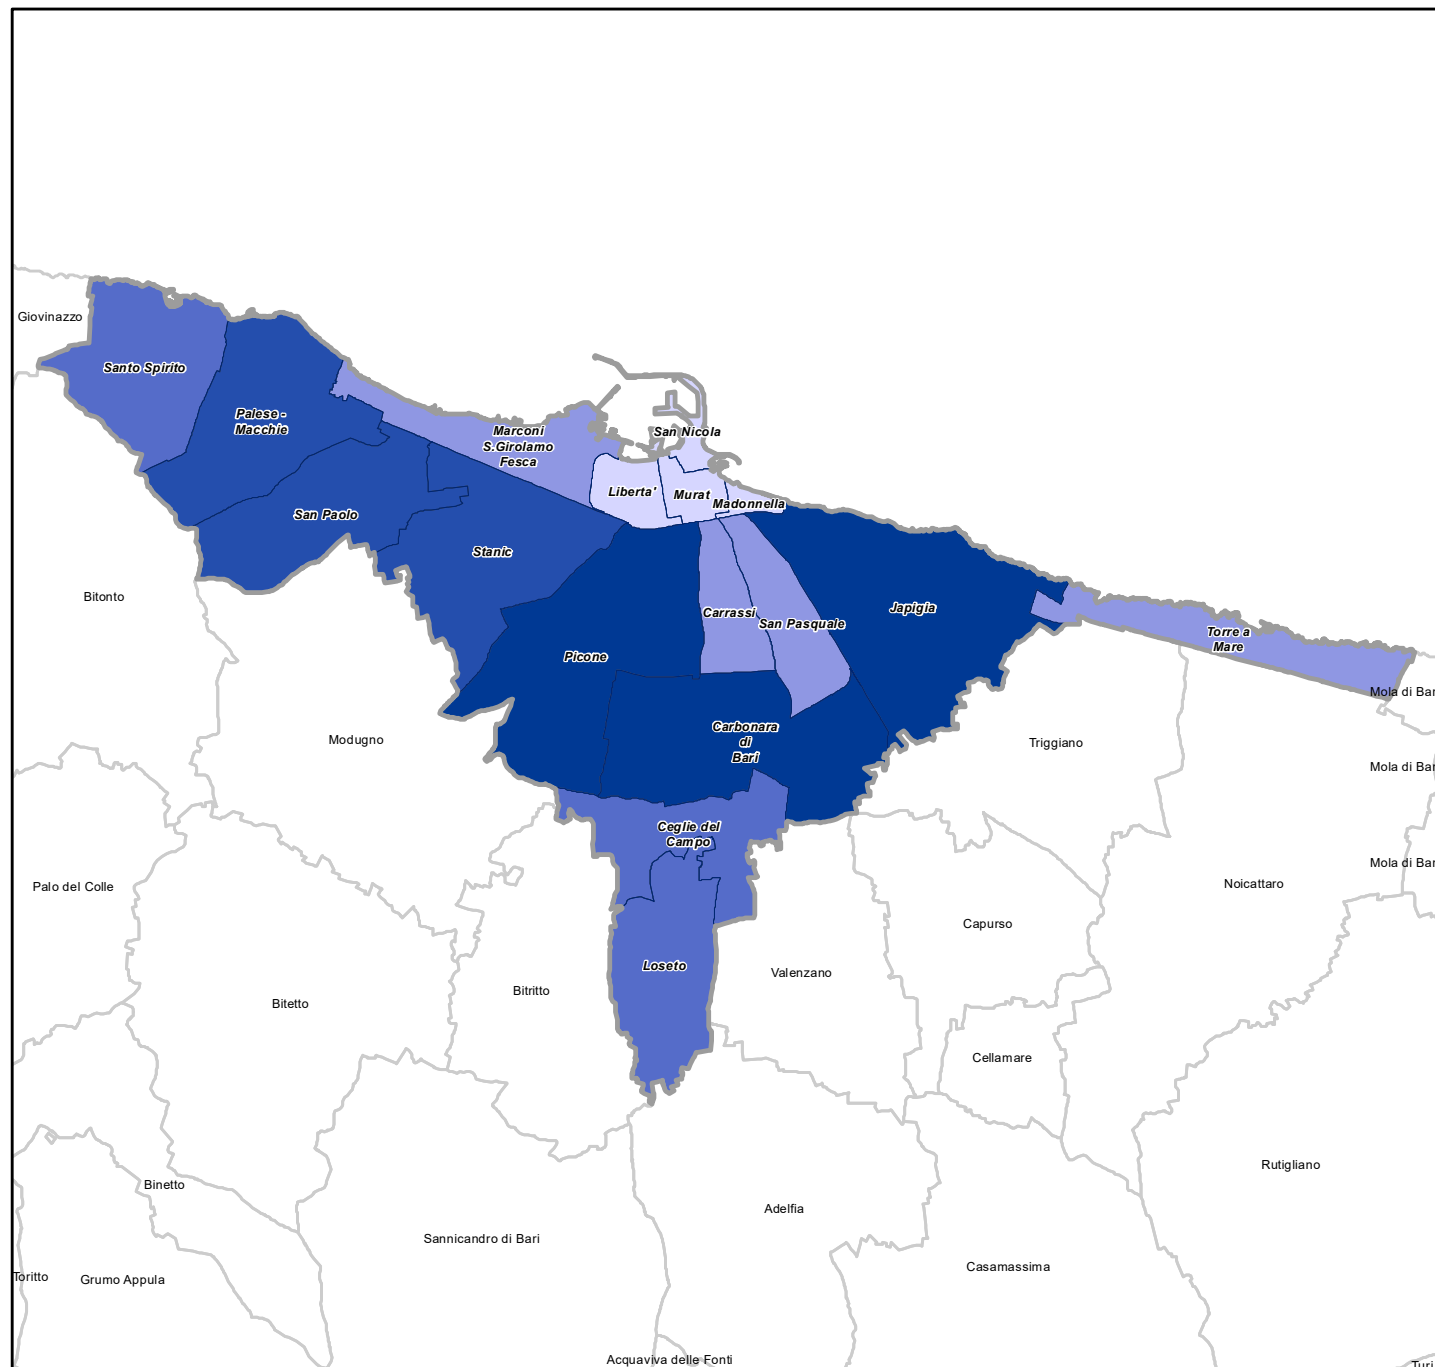 Giovinazzo
Santo Spirito
Palese -
Macchie
Marconi
S.Girolamo
Fesca
San Nicola
Liberta'
Murat
Madonnella
San Paolo
Stanic
Bitonto
Carrassi
San Pasquale
Japigia
Torre a
Mare
Picone
Mola di Bar
Modugno
Carbonara
di
Bari
Triggiano
Mola di Bar
Ceglie del
Campo
Mola di Bar
Palo del Colle
Noicattaro
Capurso
Loseto
Valenzano
Bitritto
Bitetto
Cellamare
Rutigliano
Binetto
Adelfia
Sannicandro di Bari
Casamassima
Toritto
Grumo Appula
Acquaviva delle Fonti
Turi